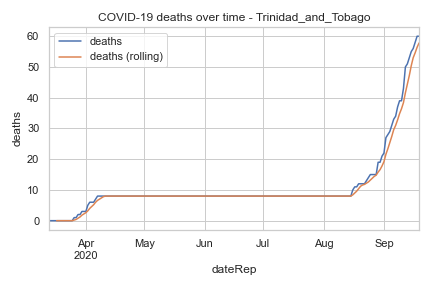 COVID-19 deaths over time - Trinidad_and_Tobago
deaths
deaths (rolling)
60
50
40
30
20
10
0
deaths
Apr
2020
May
Jun
Jul
Aug
Sep
dateRep